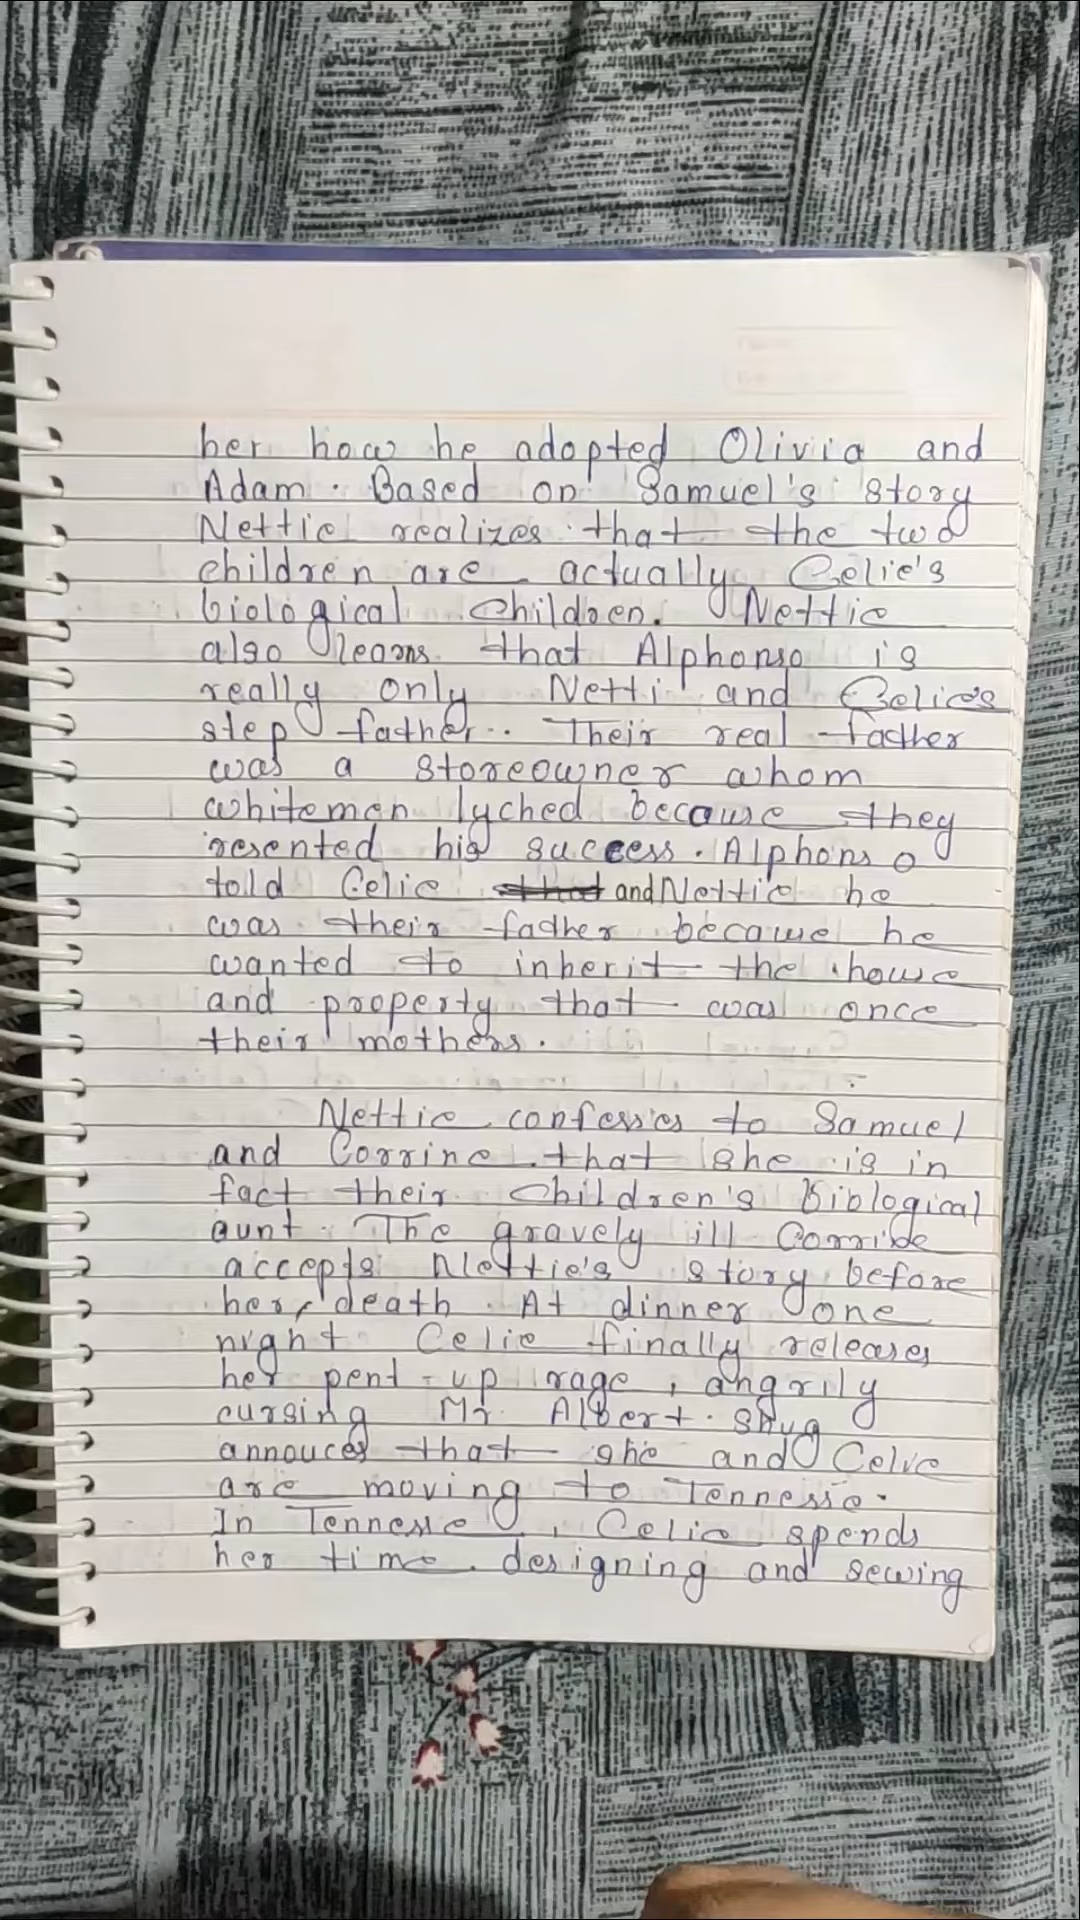 her how he adopted Olivia and
Adam. Based on Samuel's story
Nettie realizes that the two
children are actually Celie's
biological Children. Nettie
also learns that Alphonso is
really only Netti and Celie's
step father. Their real father
was a storeowner whom
whitemen lyched because they
resented his success. Alphonso
told Celie and Nettie he
was their father because he
wanted to inherit the house
and property that was once
their mothers.
Nettie confesses to Samuel
and Corrine that she is in
fact their Children's Biological
aunt. The gravely ill
accepts Nettie's story before
her death. At dinner one
night Celie finally releases
her pent-up rage, angrily
cursing Mr. Albert. Shug
annouces that she and Celie
are moving to Tennesse.
In Tennesse, Celie spends
her time designing and sewing